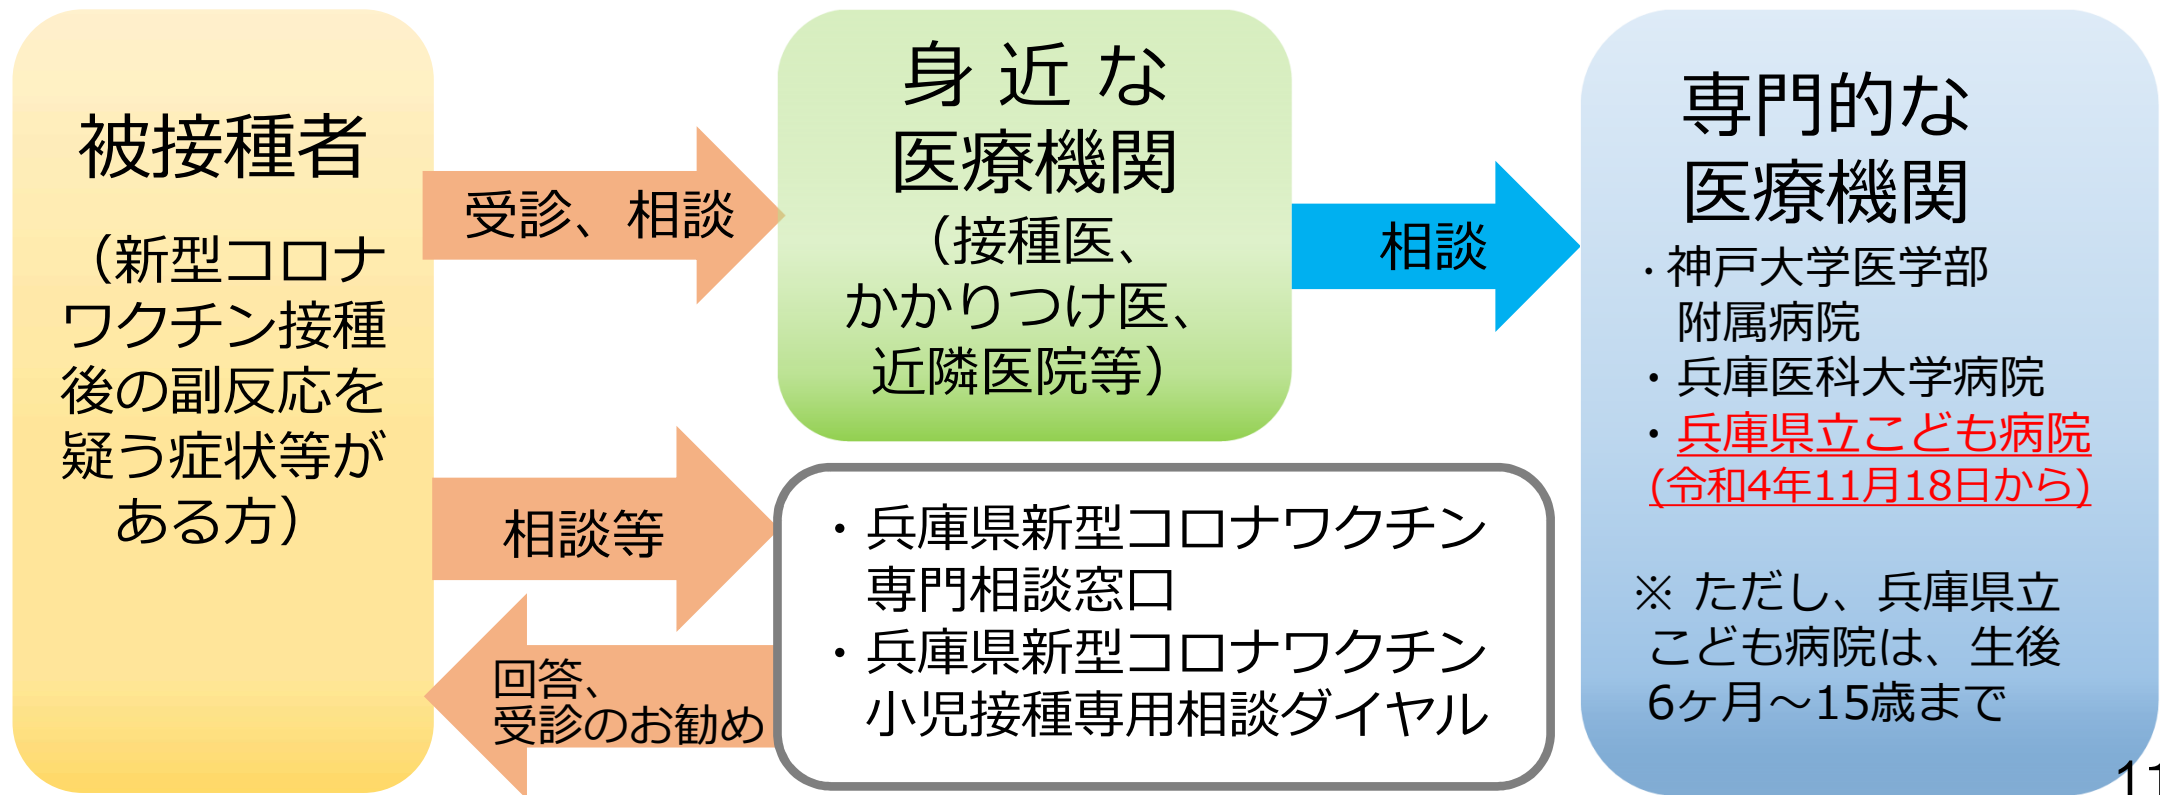 被接種者
（新型コロナ
ワクチン接種
後の副反応を
疑う症状等が
ある方）
受診、相談
相談等
回答、
受診のお勧め
身近な
医療機関
（接種医、
かかりつけ医、
近隣医院等）
・兵庫県新型コロナワクチン
専門相談窓口
・兵庫県新型コロナワクチン
小児接種専用相談ダイヤル
相談
専門的な
医療機関
・神戸大学医学部
附属病院
・兵庫医科大学病院
・兵庫県立こども病院
(令和4年11月18日から)
※ ただし、兵庫県立
こども病院は、生後
6ヶ月～15歳まで
11